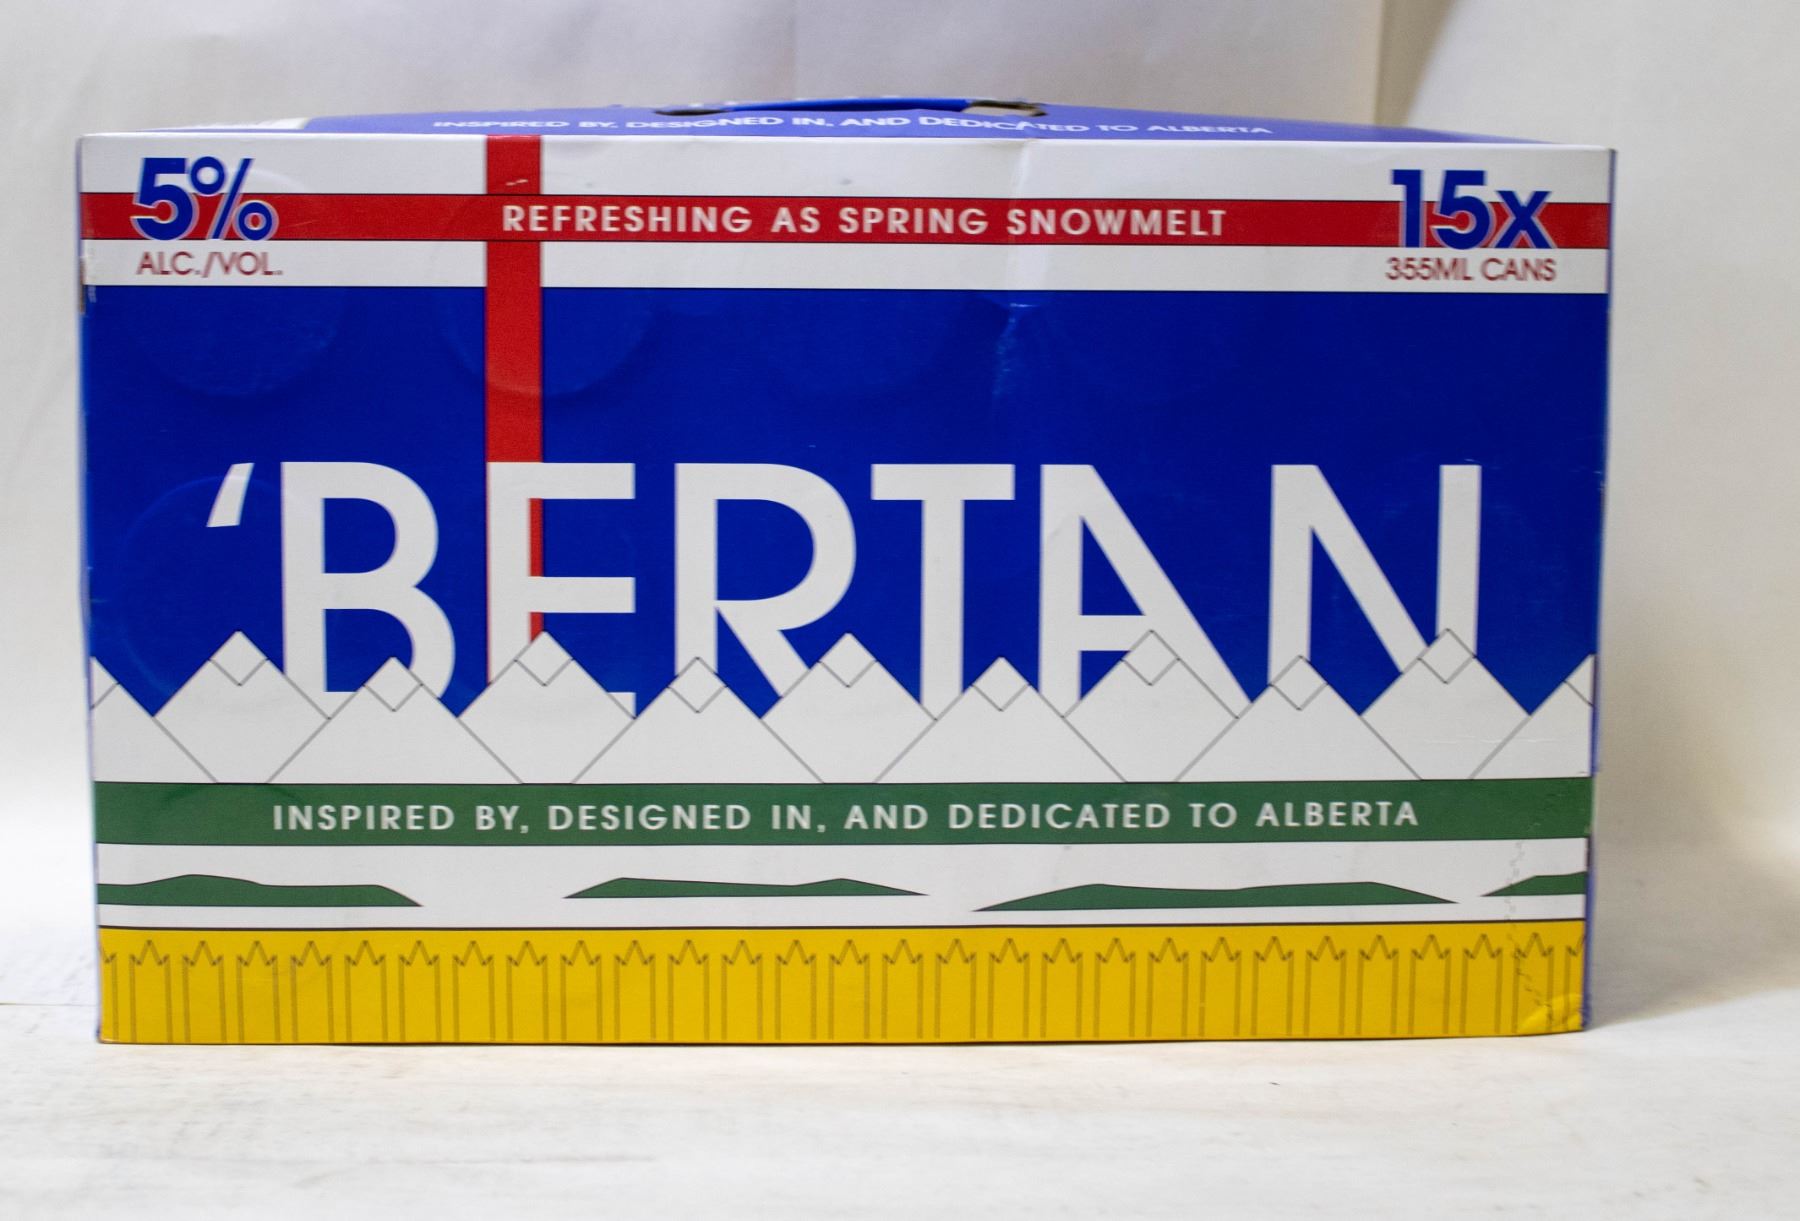 INSPIRED BY, DESIGNED IN, AND DEDICATED TO ALBERTA
5%
ALC./VOL.
REFRESHING AS SPRING SNOWMELT
15x
355ML CANS
‘BERTAN
INSPIRED BY, DESIGNED IN, AND DEDICATED TO ALBERTA